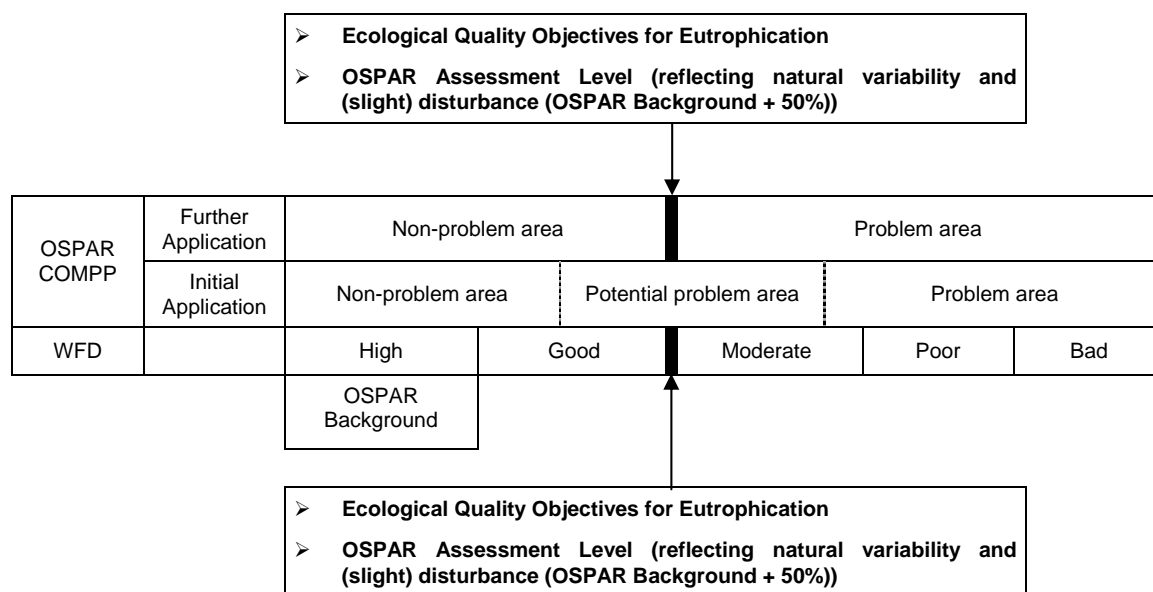 ➢ Ecological Quality Objectives for Eutrophication
➢ OSPAR Assessment Level (reflecting natural variability and
(slight) disturbance (OSPAR Background + 50%))
OSPAR
COMPP
Further
Application
Non-problem area
Problem area
Initial
Application
Non-problem area
Potential problem area
Problem area
WFD
High
Good
Moderate
Poor
Bad
OSPAR
Background
➢ Ecological Quality Objectives for Eutrophication
➢ OSPAR Assessment Level (reflecting natural variability and
(slight) disturbance (OSPAR Background + 50%))